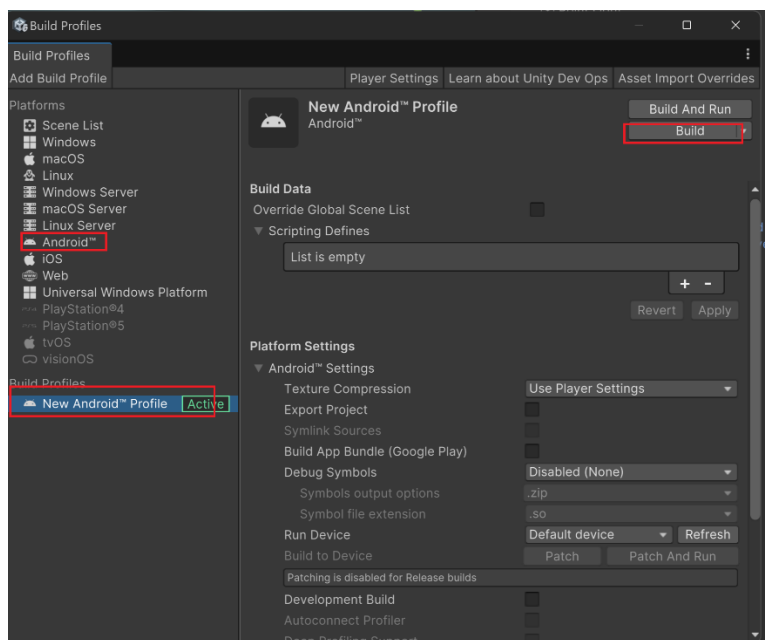 Build Profiles
Build Profiles
Add Build Profile
Player Settings
Learn about Unity Dev Ops
Asset Import Overrides
Platforms
Scene List
Windows
macOS
Linux
Windows Server
macOS Server
Linux Server
Android™
iOS
Web
Universal Windows Platform
PlayStation®4
PlayStation®5
tvOS
visionOS
Build Profiles
New Android™ Profile
Active
New Android™ Profile
Android™
Build And Run
Build
Build Data
Override Global Scene List
Scripting Defines
List is empty
+ -
Revert
Apply
Platform Settings
Android™ Settings
Texture Compression
Use Player Settings
Export Project
Symlink Sources
Build App Bundle (Google Play)
Debug Symbols
Disabled (None)
Symbols output options
.zip
Symbol file extension
.so
Run Device
Default device
Refresh
Build to Device
Patch
Patch And Run
Patching is disabled for Release builds
Development Build
Autoconnect Profiler